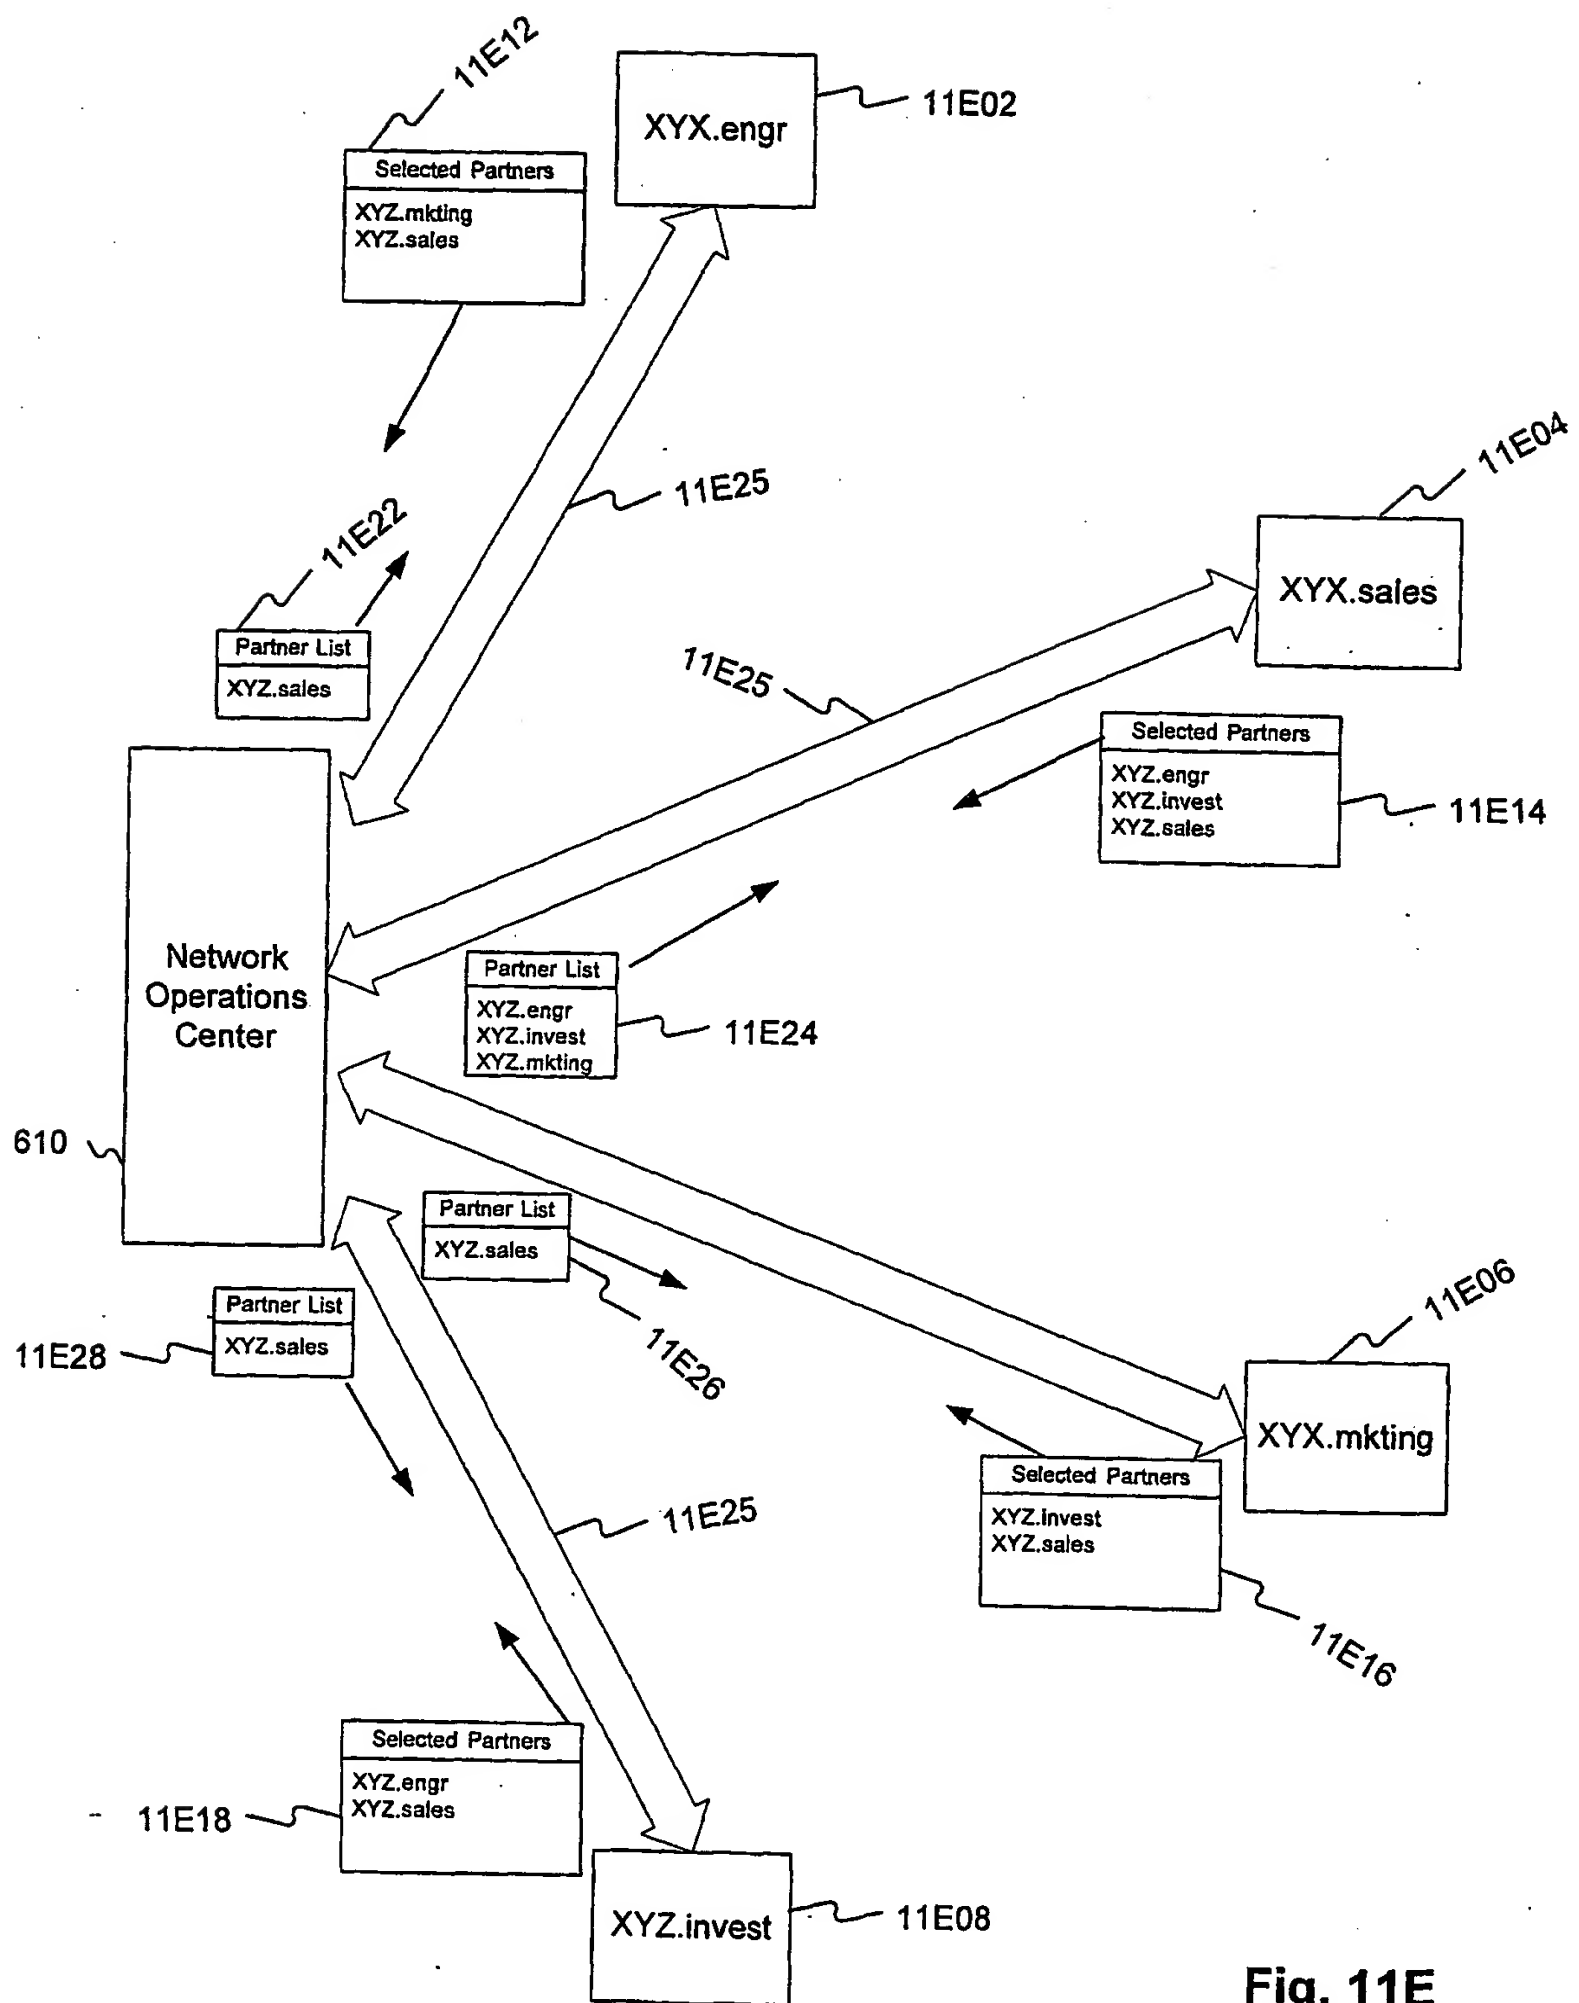 11E12
XYX.engr
11E02
Selected Partners
XYZ.mkting
XYZ.sales
11E25
11E22
Partner List
XYZ.sales
11E04
XYX.sales
11E25
Selected Partners
XYZ.engr
XYZ.invest
XYZ.sales
11E14
Network
Operations
Center
610
Partner List
XYZ.engr
XYZ.invest
XYZ.mkting
11E24
Partner List
XYZ.sales
11E26
Partner List
XYZ.sales
11E28
11E06
XYX.mkting
Selected Partners
XYZ.invest
XYZ.sales
11E16
11E25
Selected Partners
XYZ.engr
XYZ.sales
11E18
XYZ.invest
11E08
Fig. 11E